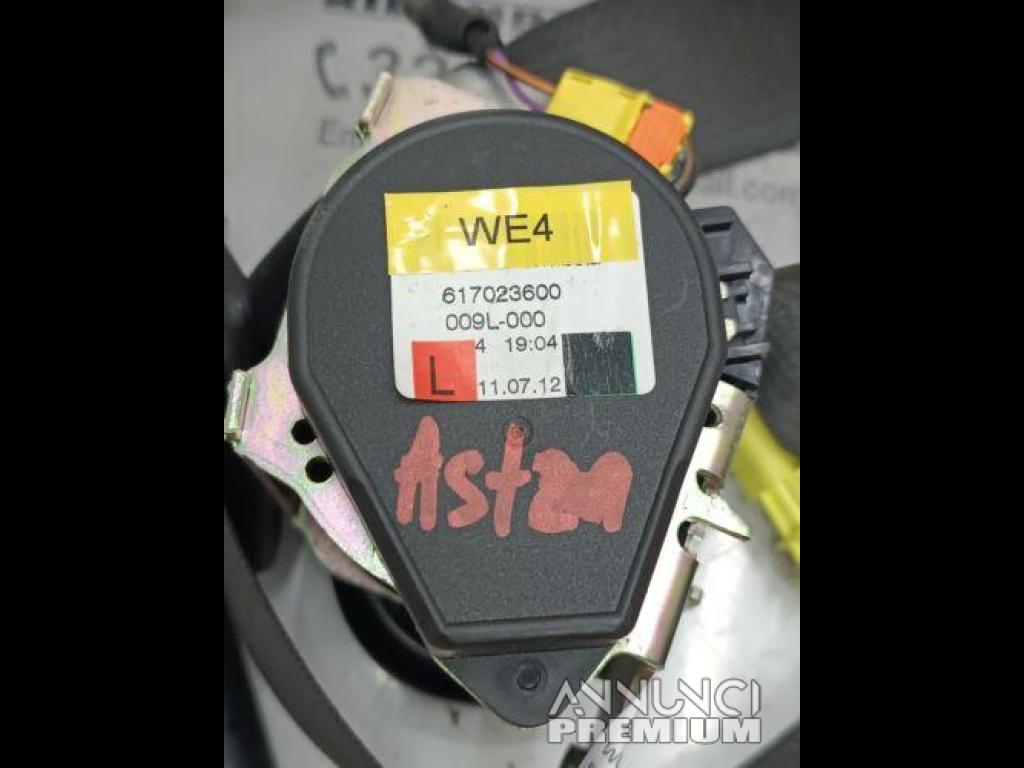 WE4
617023600
009L-000
4 19:04
L
11.07.12
Astra
ANNUNCI
PREMIUM